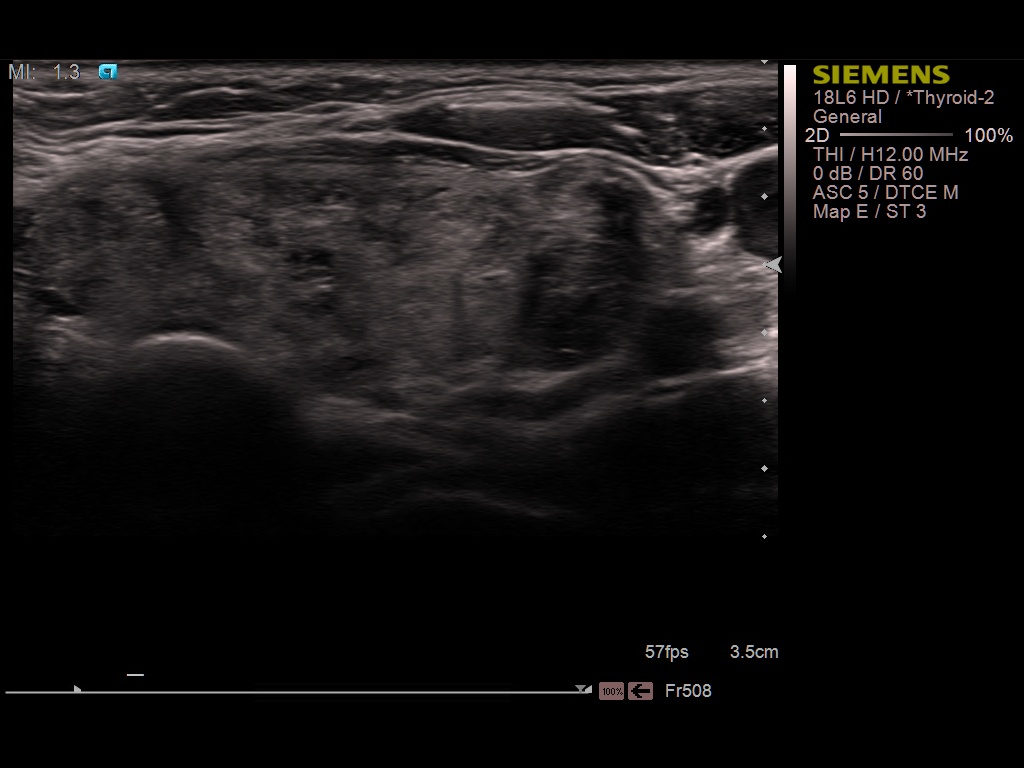 MI: 1.3
SIEMENS
18L6 HD / *Thyroid-2
General
2D 100%
THI / H12.00 MHz
0 dB / DR 60
ASC 5 / DTCE M
Map E / ST 3
57fps 3.5cm
100% Fr508